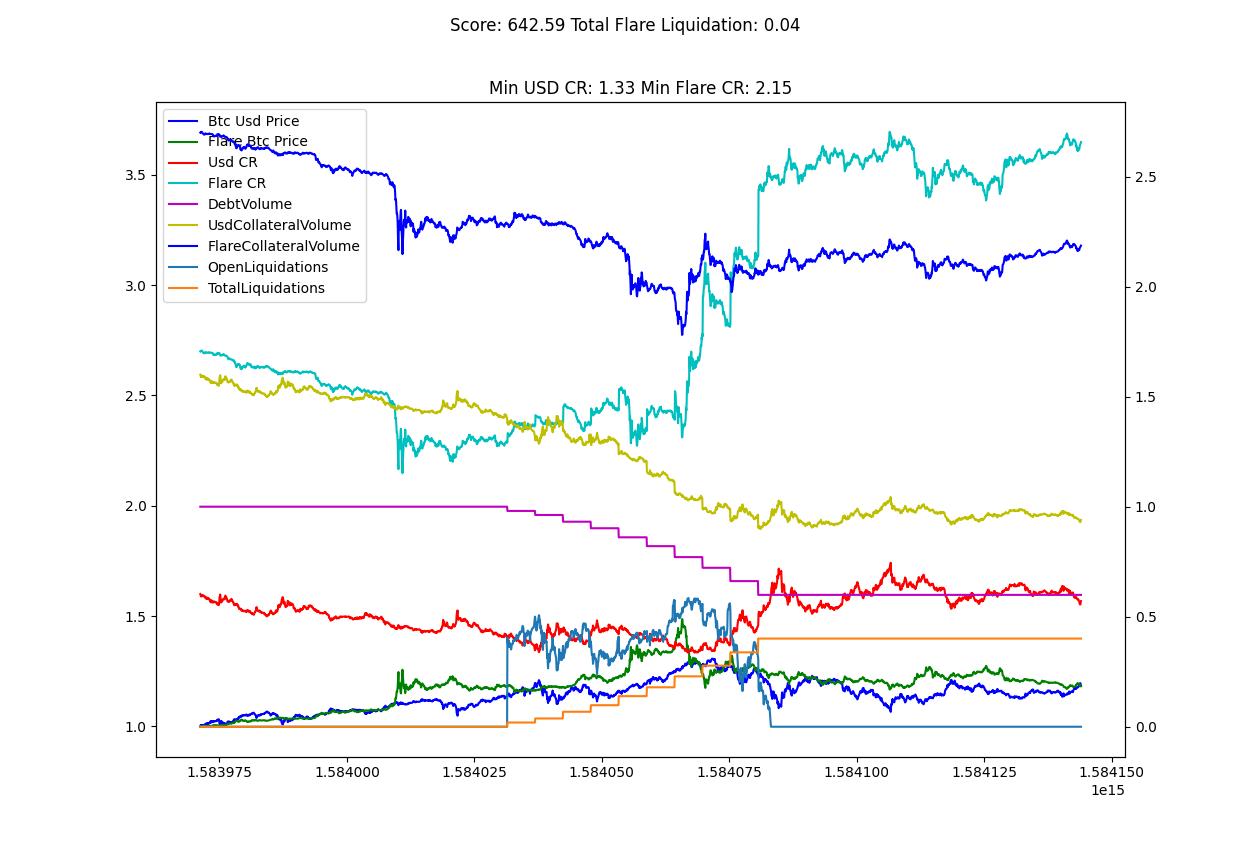 Score: 642.59 Total Flare Liquidation: 0.04
Min USD CR: 1.33 Min Flare CR: 2.15
Btc Usd Price
Flare Btc Price
Usd CR
Flare CR
DebtVolume
UsdCollateralVolume
FlareCollateralVolume
OpenLiquidations
TotalLiquidations
3.5
3.0
2.5
2.0
1.5
1.0
2.5
2.0
1.5
1.0
0.5
0.0
1.583975 1.584000 1.584025 1.584050 1.584075 1.584100 1.584125 1.584150
1e15